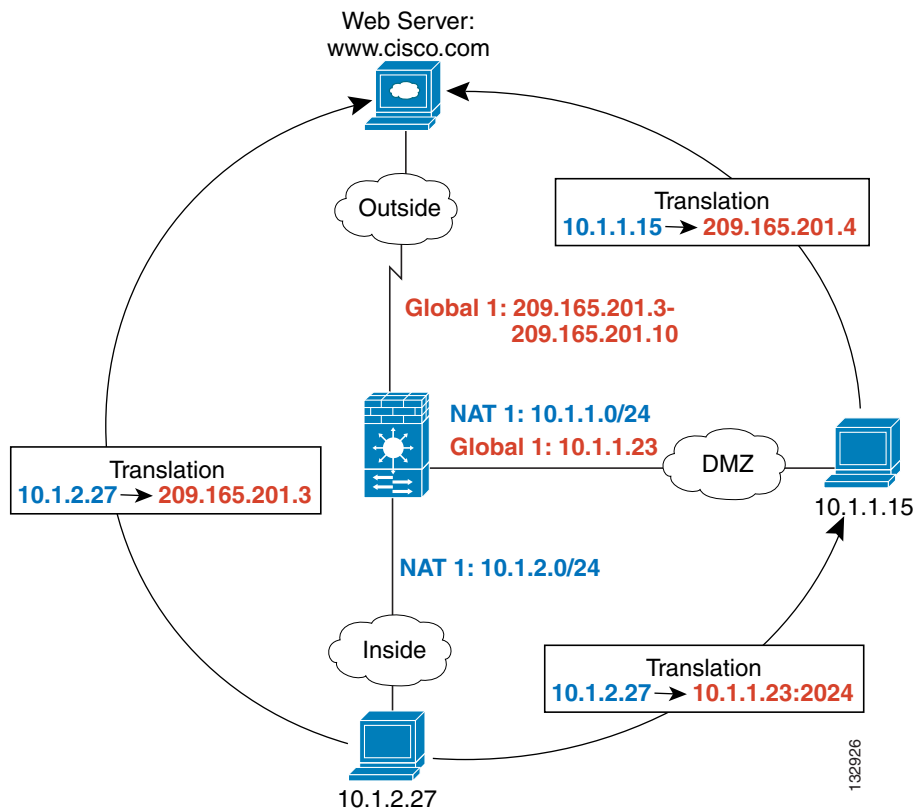 Web Server:
www.cisco.com
Outside
Translation
10.1.1.15 → 209.165.201.4
Global 1: 209.165.201.3-
209.165.201.10
NAT 1: 10.1.1.0/24
Global 1: 10.1.1.23
DMZ
10.1.1.15
Translation
10.1.2.27 → 209.165.201.3
NAT 1: 10.1.2.0/24
Inside
Translation
10.1.2.27 → 10.1.1.23:2024
10.1.2.27
132926